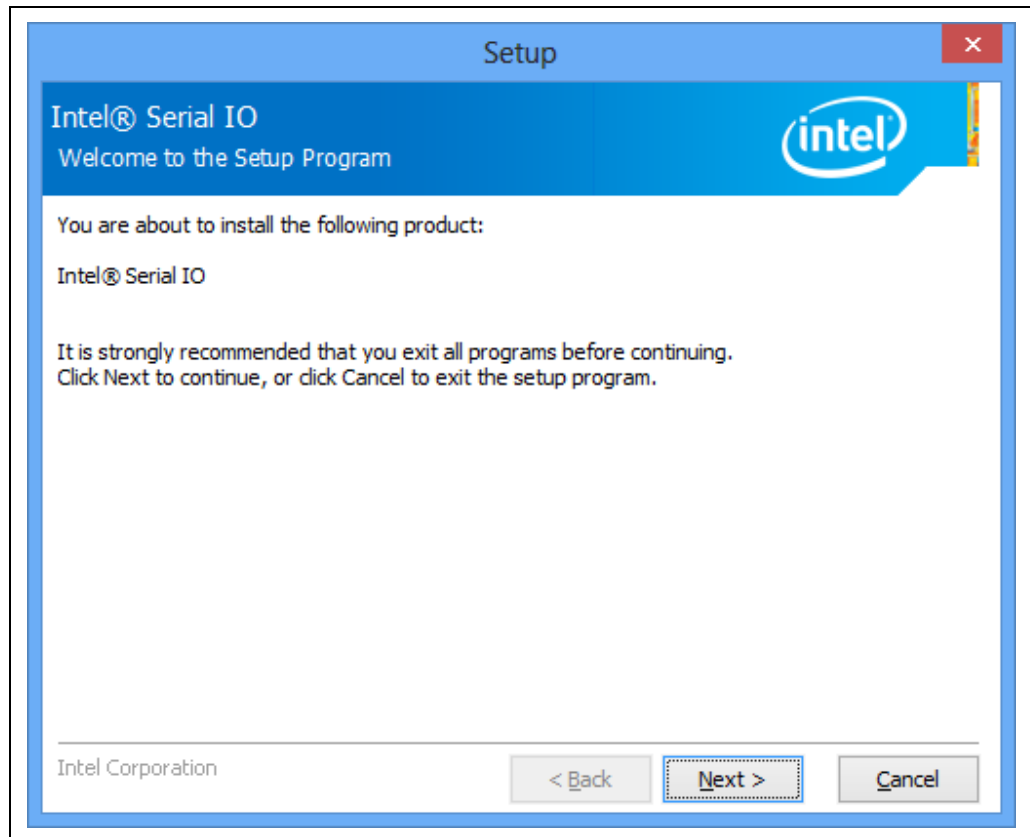 Setup
Intel® Serial IO
Welcome to the Setup Program
intel
You are about to install the following product:
Intel® Serial IO
It is strongly recommended that you exit all programs before continuing.
Click Next to continue, or click Cancel to exit the setup program.
Intel Corporation
< Back
Next >
Cancel